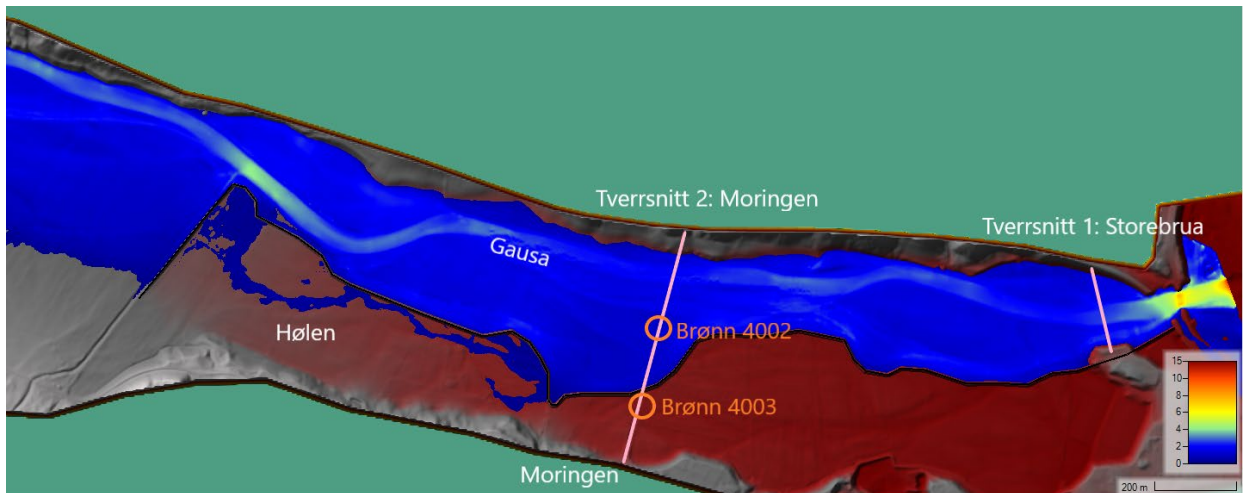 Tverrsnitt 2: Moringen
Tverrsnitt 1: Storebrua
Gausa
Brønn 4002
Hølen
Brønn 4003
Moringen
15
12
10
8
6
4
2
0
200 m